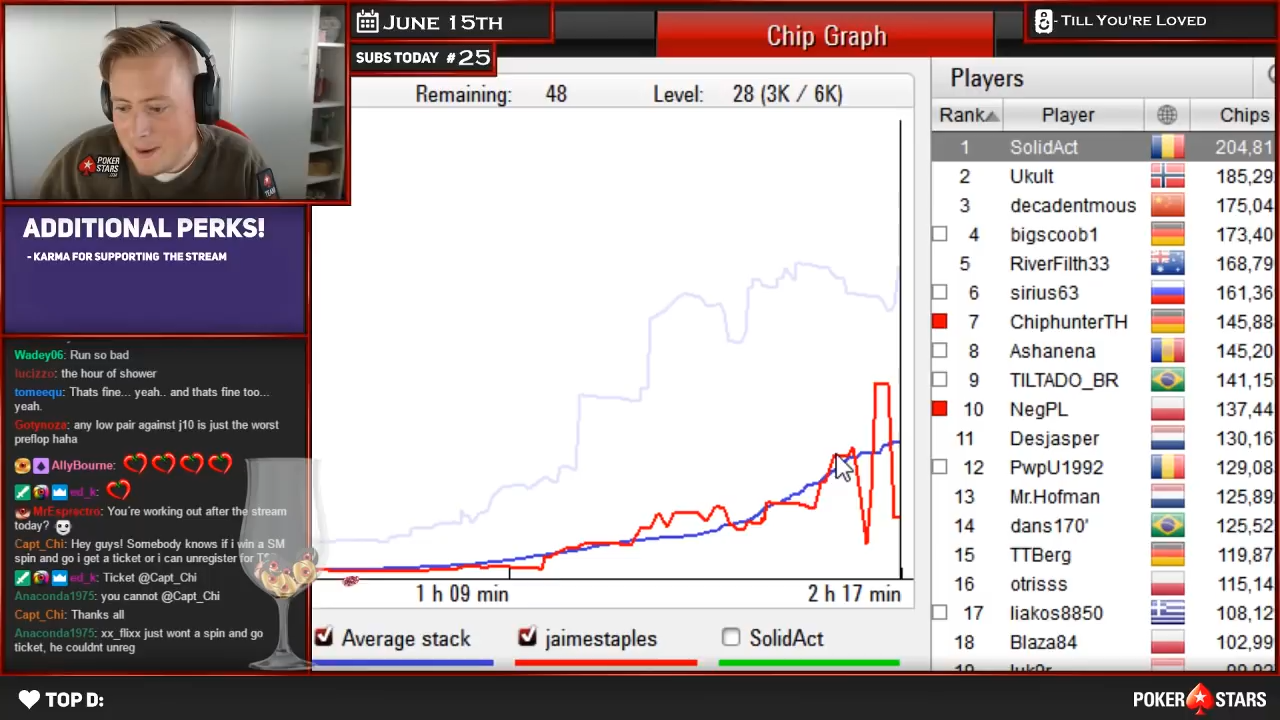 JUNE 15TH
SUBS TODAY #25
Chip Graph
- TILL YOU'RE LOVED
POKER
STARS
.COM
TEAM
Remaining: 48 Level: 28 (3K / 6K)
Players
Rank Player Chips
1 SolidAct 204,81
2 Ukult 185,29
3 decadentmous 175,04
4 bigscoob1 173,40
5 RiverFilth33 168,79
6 sirius63 161,36
7 ChiphunterTH 145,88
8 Ashanena 145,20
9 TILTADO_BR 141,15
10 NegPL 137,44
11 Desjasper 130,16
12 PwpU1992 129,08
13 Mr.Hofman 125,89
14 dans170' 125,52
15 TTBerg 119,87
16 otrisss 115,14
17 liakos8850 108,12
18 Blaza84 102,99
ADDITIONAL PERKS!
- KARMA FOR SUPPORTING THE STREAM
Wadey06: Run so bad
lucizzo: the hour of shower
tomeequ: Thats fine... yeah.. and thats fine too...
yeah.
Gotynoza: any low pair against j10 is just the worst
preflop haha
AllyBourne:
ed_k:
MrEsprectro: You're working out after the stream
today?
Capt_Chi: Hey guys! Somebody knows if i win a SM
spin and go i get a ticket or i can unregister for
ed_k: Ticket @Capt_Chi
Anaconda1975: you cannot @Capt_Chi
Capt_Chi: Thanks all
Anaconda1975: xx_flixx just wont a spin and go
ticket, he couldnt unreg
1 h 09 min 2 h 17 min
Average stack jaimestaples SolidAct
TOP D:
POKER STARS